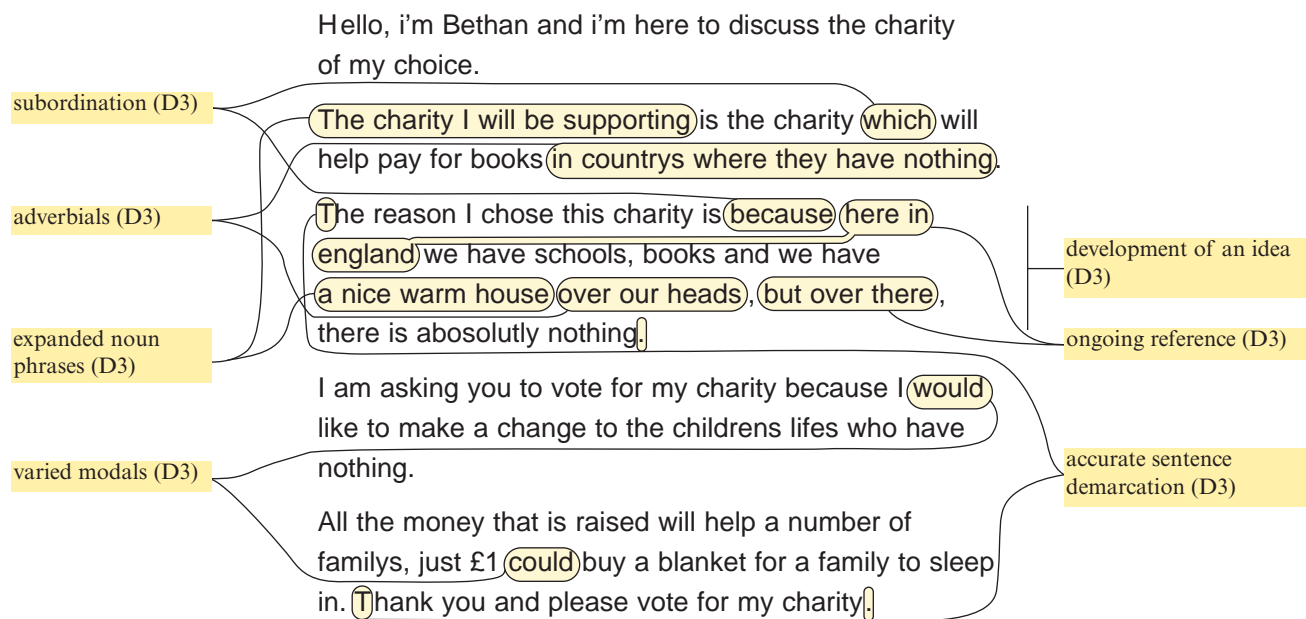 Hello, i'm Bethan and i'm here to discuss the charity
of my choice.
subordination (D3)
The charity I will be supporting is the charity which will
help pay for books in countrys where they have nothing.
adverbials (D3)
The reason I chose this charity is because here in
england we have schools, books and we have
a nice warm house over our heads, but over there,
there is abosolutly nothing.
development of an idea
(D3)
expanded noun
phrases (D3)
ongoing reference (D3)
I am asking you to vote for my charity because I would
like to make a change to the childrens lifes who have
nothing.
varied modals (D3)
accurate sentence
demarcation (D3)
All the money that is raised will help a number of
familys, just £1 could buy a blanket for a family to sleep
in. Thank you and please vote for my charity.